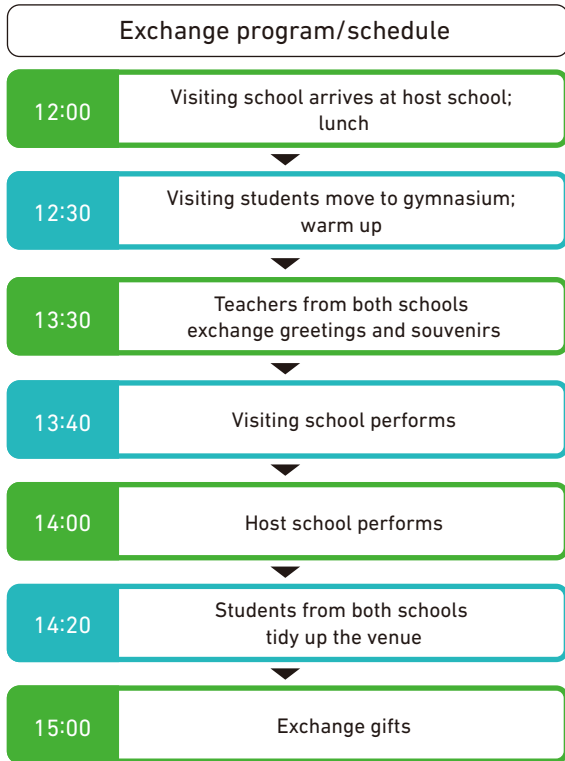 Exchange program/schedule
12:00
Visiting school arrives at host school;
lunch
12:30
Visiting students move to gymnasium;
warm up
13:30
Teachers from both schools
exchange greetings and souvenirs
13:40
Visiting school performs
14:00
Host school performs
14:20
Students from both schools
tidy up the venue
15:00
Exchange gifts